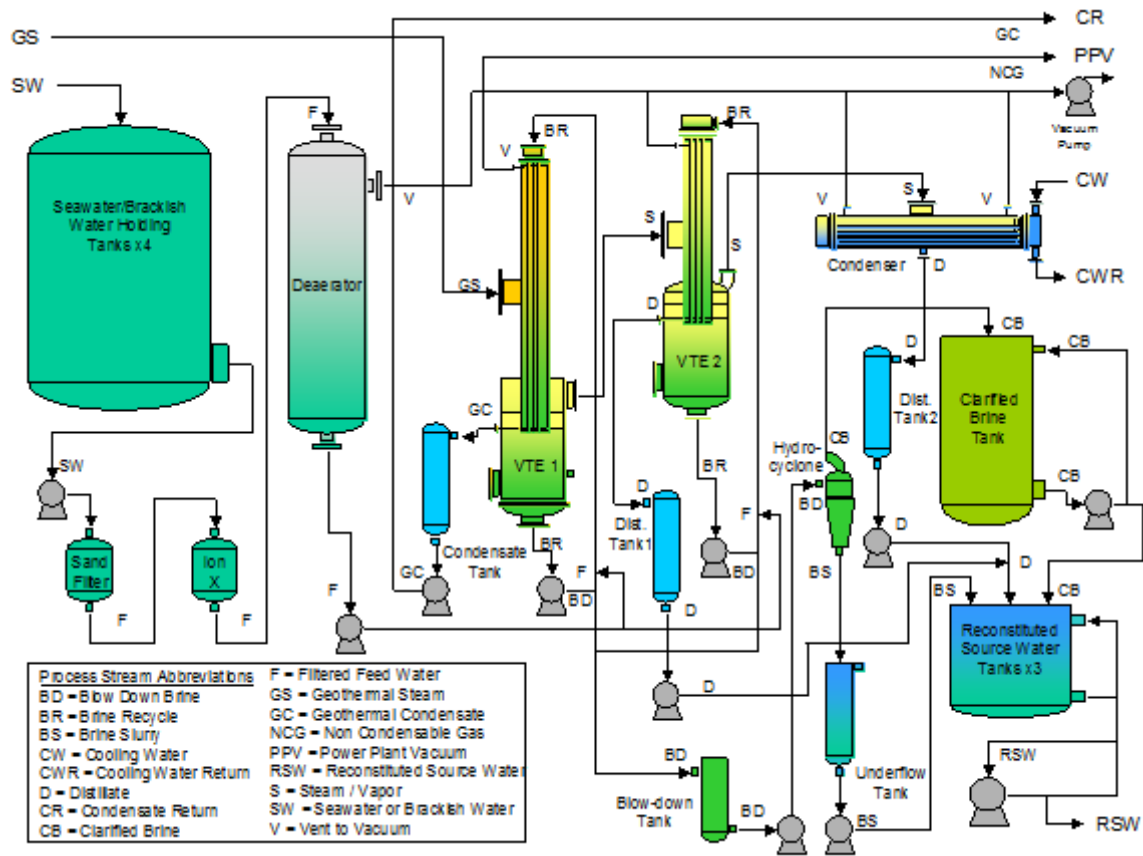 CR
GC
GS
PPV
NCG
SW
Vacuum
Pump
F
BR
BR
V
V
S
V
V
CW
Seawater/Brackish
Water Holding
Tanks x4
S
S
Condenser
D
CWR
Deaerator
GS
D
CB
CB
VTE 2
D
Clarified
Brine
Tank
Dist.
Tank2
GC
CB
Hydro-
cyclone
SW
VTE 1
BR
D
BD
CB
Dist.
Tank1
F
D
Sand
Filter
Ion
X
Condensate
Tank
BR
GC
F
BD
BD
BS
D
BS
CB
F
F
F
D
Reconstituted
Source Water
Tanks x3
D
Process Stream Abbreviations
BD = Blow Down Brine
BR = Brine Recycle
BS = Brine Slurry
CW = Cooling Water
CWR = Cooling Water Return
D = Distillate
CR = Condensate Return
CB = Clarified Brine
F = Filtered Feed Water
GS = Geothermal Steam
GC = Geothermal Condensate
NCG = Non Condensable Gas
PPV = Power Plant Vacuum
RSW = Reconstituted Source Water
S = Steam / Vapor
SW = Seawater or Brackish Water
V = Vent to Vacuum
BD
Blow-down
Tank
BD
Underflow
Tank
BS
RSW
RSW